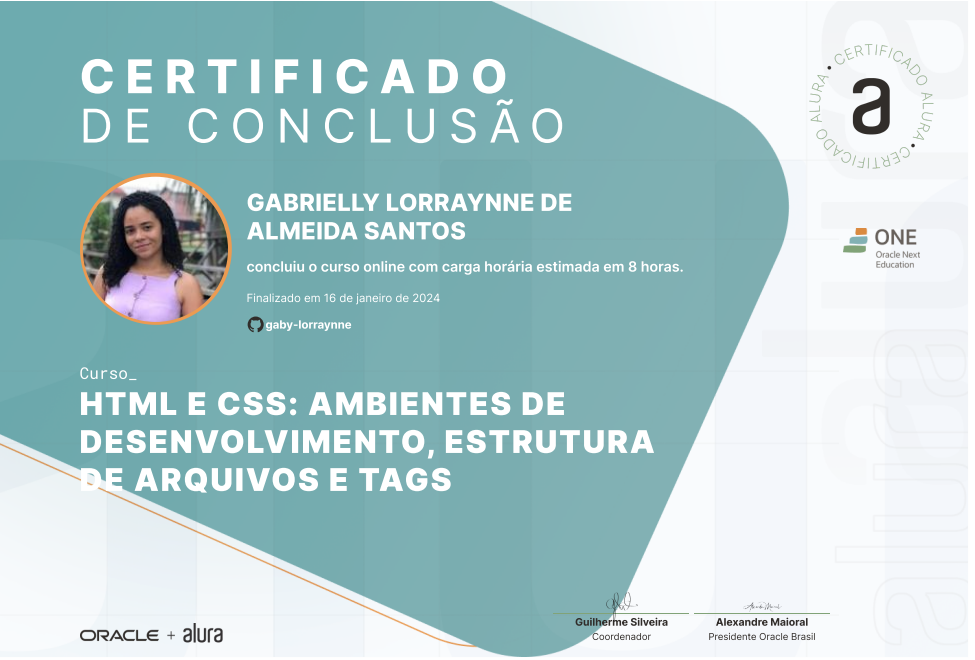 CERTIFICADO
DE CONCLUSÃO
CERTIFICADO ALURA • CERTIFICADO ALURA •
a
GABRIELLY LORRAYNNE DE
ALMEIDA SANTOS
concluiu o curso online com carga horária estimada em 8 horas.
Finalizado em 16 de janeiro de 2024
gaby-lorraynne
ONE
Oracle Next
Education
Curso_
HTML E CSS: AMBIENTES DE
DESENVOLVIMENTO, ESTRUTURA
DE ARQUIVOS E TAGS
ORACLE + alura
Guilherme Silveira
Coordenador
Alexandre Maioral
Presidente Oracle Brasil
alura
alura